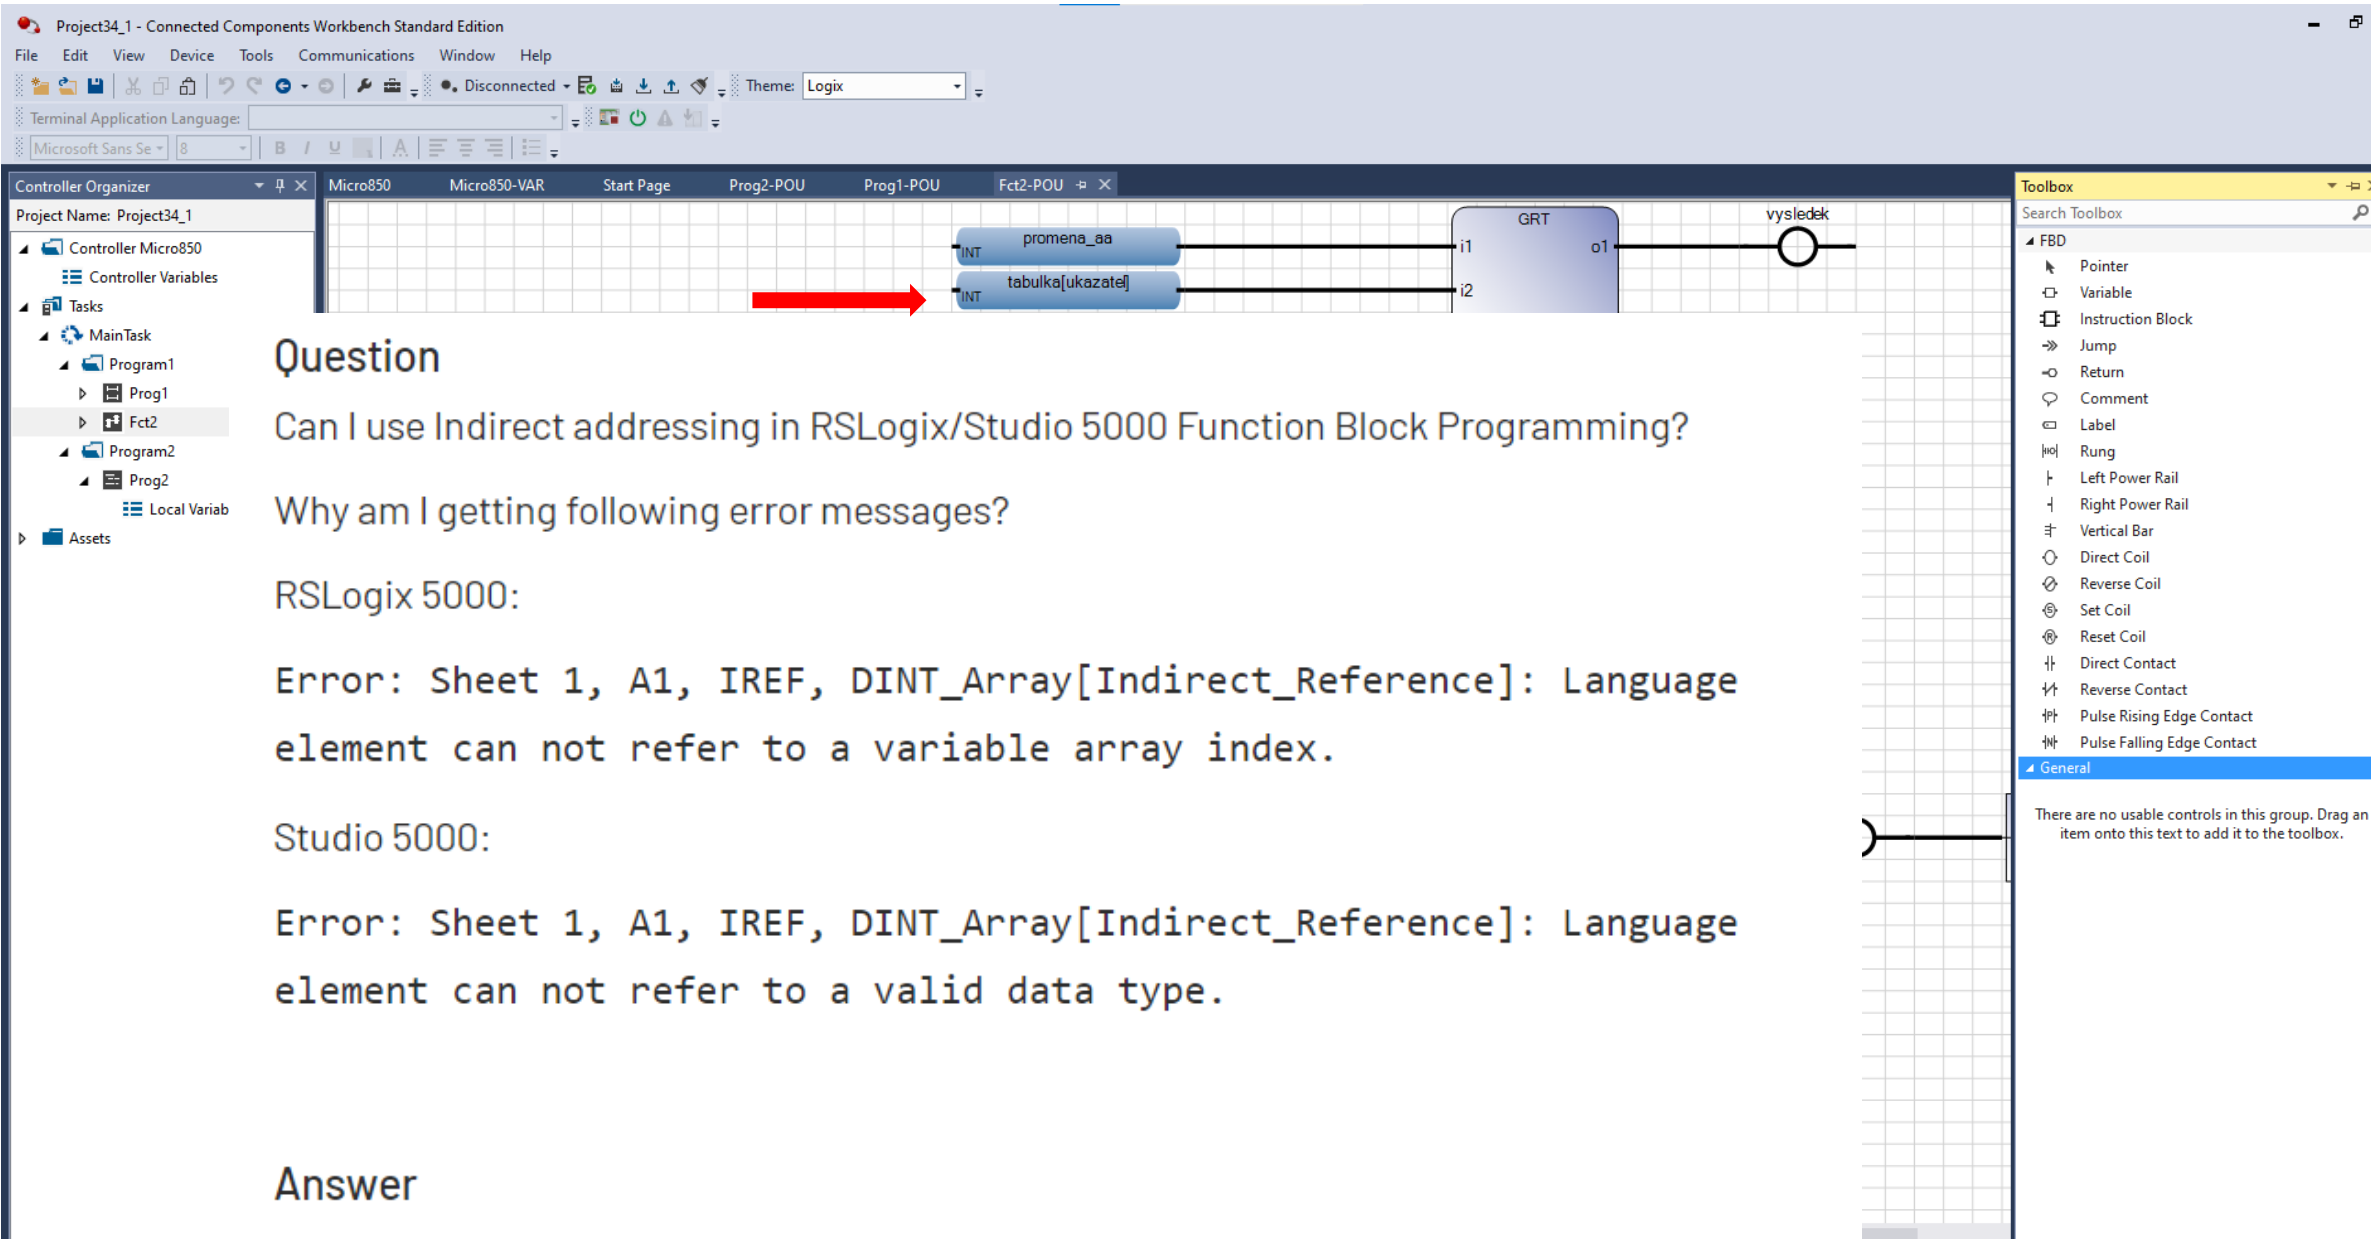 Project34_1 - Connected Components Workbench Standard Edition
File Edit View Device Tools Communications Window Help
Disconnected Theme: Logix
Terminal Application Language:
Microsoft Sans Se 8 B I U A
Controller Organizer
Micro850 Micro850-VAR Start Page Prog2-POU Prog1-POU Fct2-POU
Toolbox
Project Name: Project34_1
Search Toolbox
Controller Micro850
Controller Variables
Tasks
MainTask
Program1
Prog1
Fct2
Program2
Prog2
Local Variab
Assets
promena_aa
INT
tabulka[ukazatel]
INT
GRT
i1 o1
i2
vysledek
Question
Can I use Indirect addressing in RSLogix/Studio 5000 Function Block Programming?
Why am I getting following error messages?
RSLogix 5000:
Error: Sheet 1, A1, IREF, DINT_Array[Indirect_Reference]: Language
element can not refer to a variable array index.
Studio 5000:
Error: Sheet 1, A1, IREF, DINT_Array[Indirect_Reference]: Language
element can not refer to a valid data type.
Answer
FBD
Pointer
Variable
Instruction Block
Jump
Return
Comment
Label
Rung
Left Power Rail
Right Power Rail
Vertical Bar
Direct Coil
Reverse Coil
Set Coil
Reset Coil
Direct Contact
Reverse Contact
Pulse Rising Edge Contact
Pulse Falling Edge Contact
General
There are no usable controls in this group. Drag an
item onto this text to add it to the toolbox.